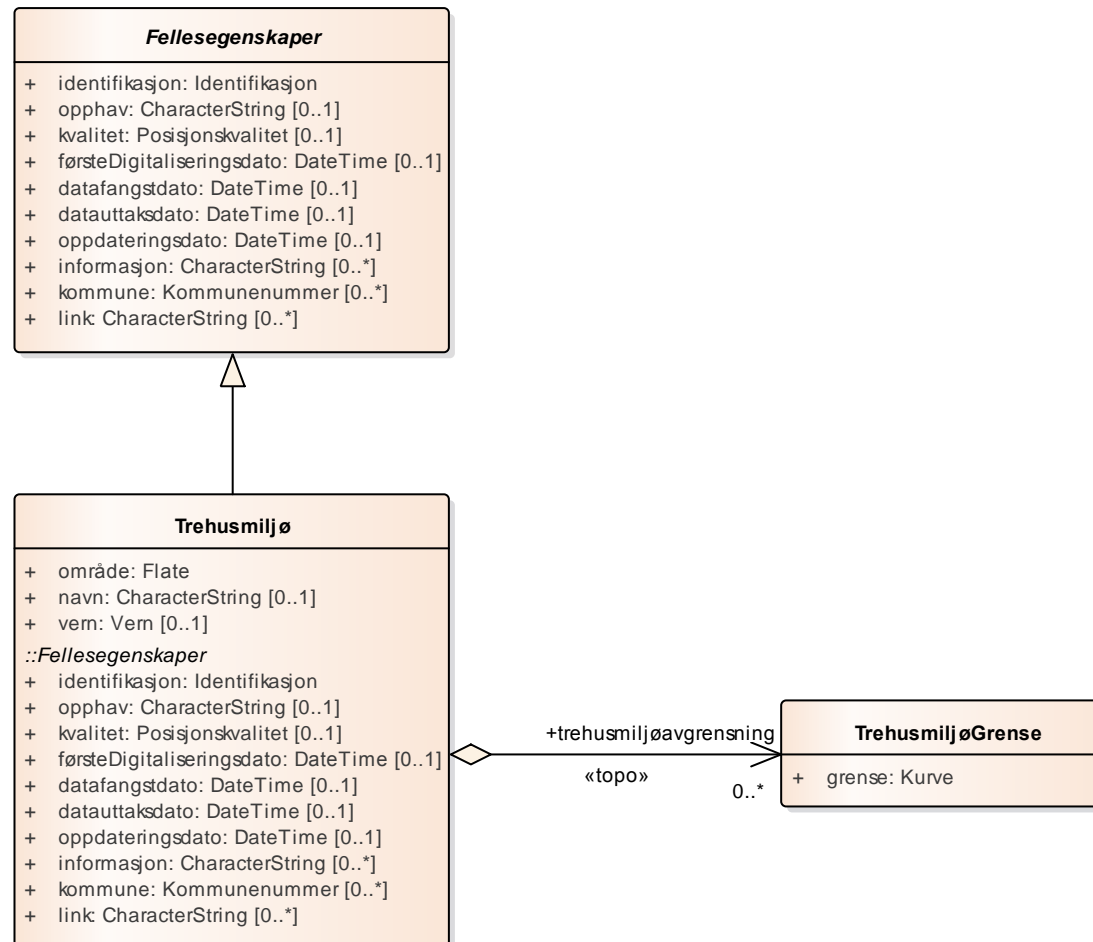 Fellesegenskaper
+ identifikasjon: Identifikasjon
+ opphav: CharacterString [0..1]
+ kvalitet: Posisjonskvalitet [0..1]
+ førsteDigitaliseringsdato: DateTime [0..1]
+ datafangstdato: DateTime [0..1]
+ datauttaksdato: DateTime [0..1]
+ oppdateringsdato: DateTime [0..1]
+ informasjon: CharacterString [0..*]
+ kommune: Kommunenummer [0..*]
+ link: CharacterString [0..*]
Trehusmiljø
+ område: Flate
+ navn: CharacterString [0..1]
+ vern: Vern [0..1]
::Fellesegenskaper
+ identifikasjon: Identifikasjon
+ opphav: CharacterString [0..1]
+ kvalitet: Posisjonskvalitet [0..1]
+ førsteDigitaliseringsdato: DateTime [0..1]
+ datafangstdato: DateTime [0..1]
+ datauttaksdato: DateTime [0..1]
+ oppdateringsdato: DateTime [0..1]
+ informasjon: CharacterString [0..*]
+ kommune: Kommunenummer [0..*]
+ link: CharacterString [0..*]
+trehusmiljøavgrensning
«topo»
0..*
TrehusmiljøGrense
+ grense: Kurve